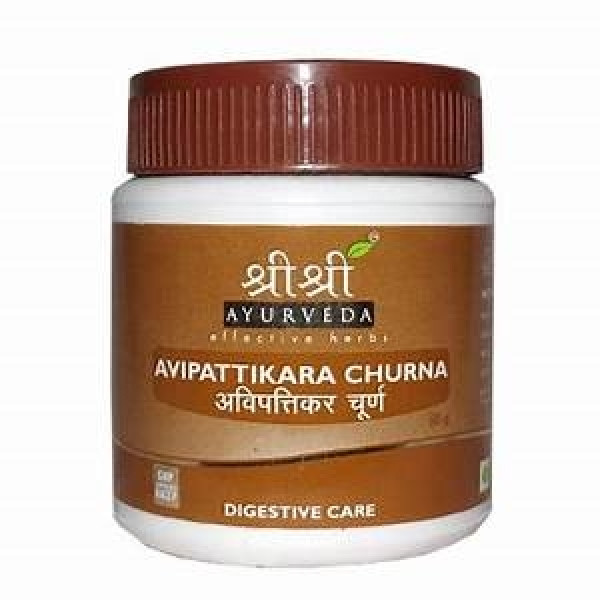 श्री श्री
AYURVEDA
effective herbs
AVIPATTIKARA CHURNA
अविपत्तिकर चूर्ण
DIGESTIVE CARE